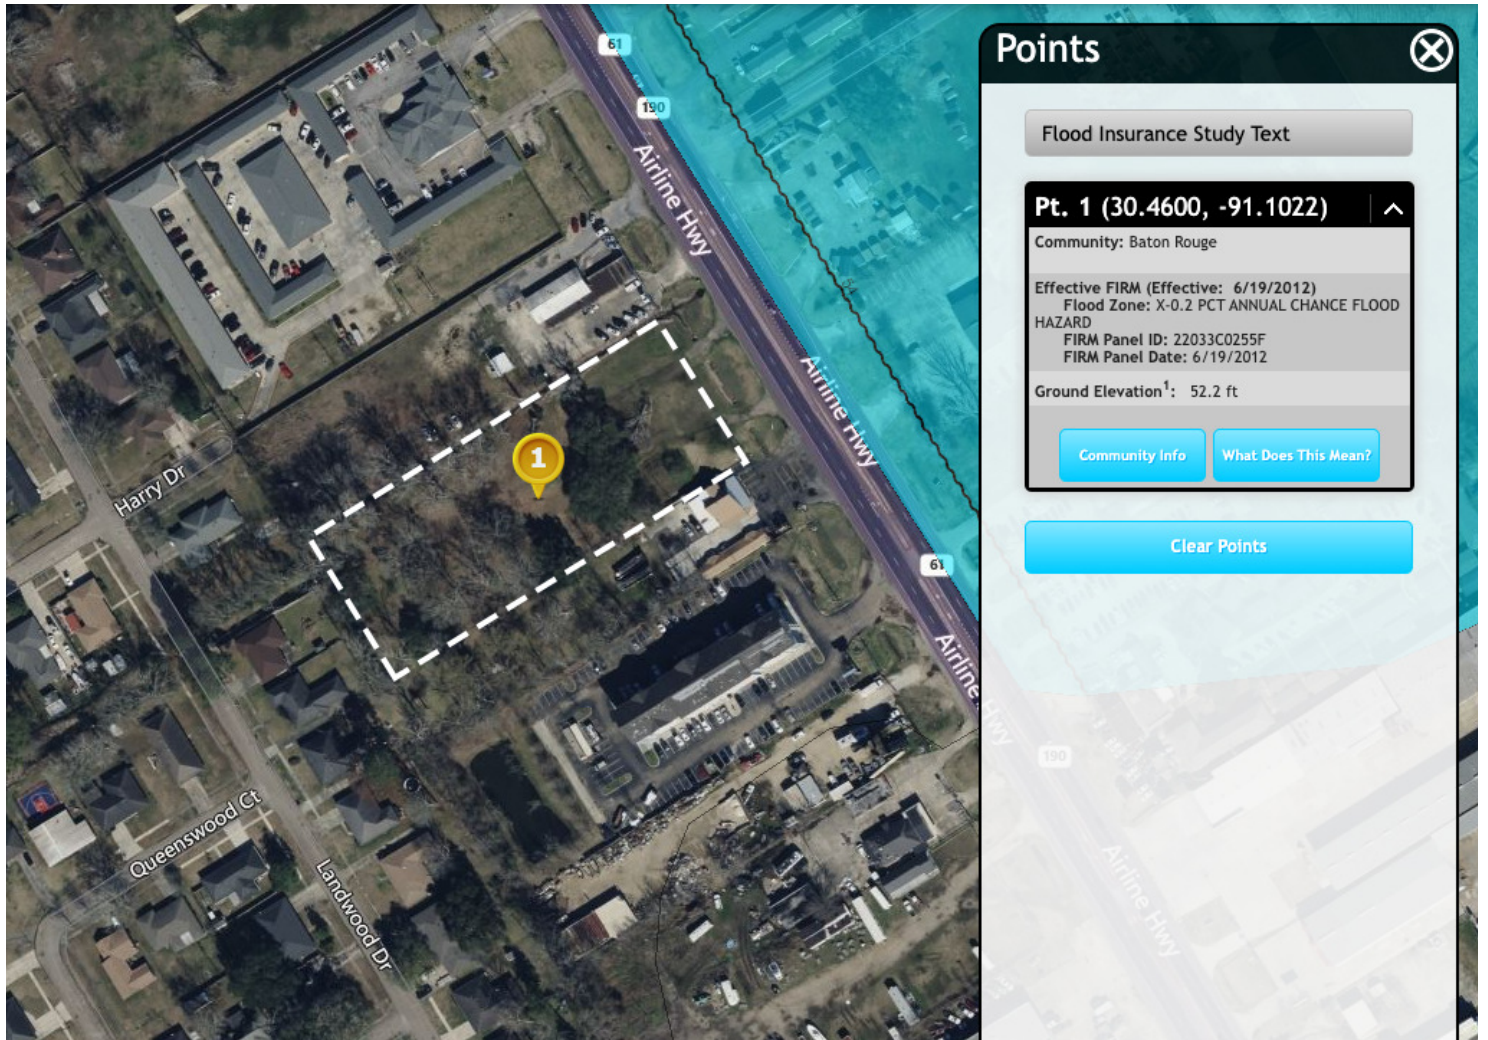 61
190
Airline Hwy
54
Airline Hwy
61
Airline
Hwy
190
Airline Hwy
1
Harry Dr
Queenswood Ct
Landwood Dr
Points
Flood Insurance Study Text
Pt. 1 (30.4600, -91.1022)
Community: Baton Rouge
Effective FIRM (Effective: 6/19/2012)
Flood Zone: X-0.2 PCT ANNUAL CHANCE FLOOD
HAZARD
FIRM Panel ID: 22033C0255F
FIRM Panel Date: 6/19/2012
Ground Elevation1: 52.2 ft
Community Info
What Does This Mean?
Clear Points